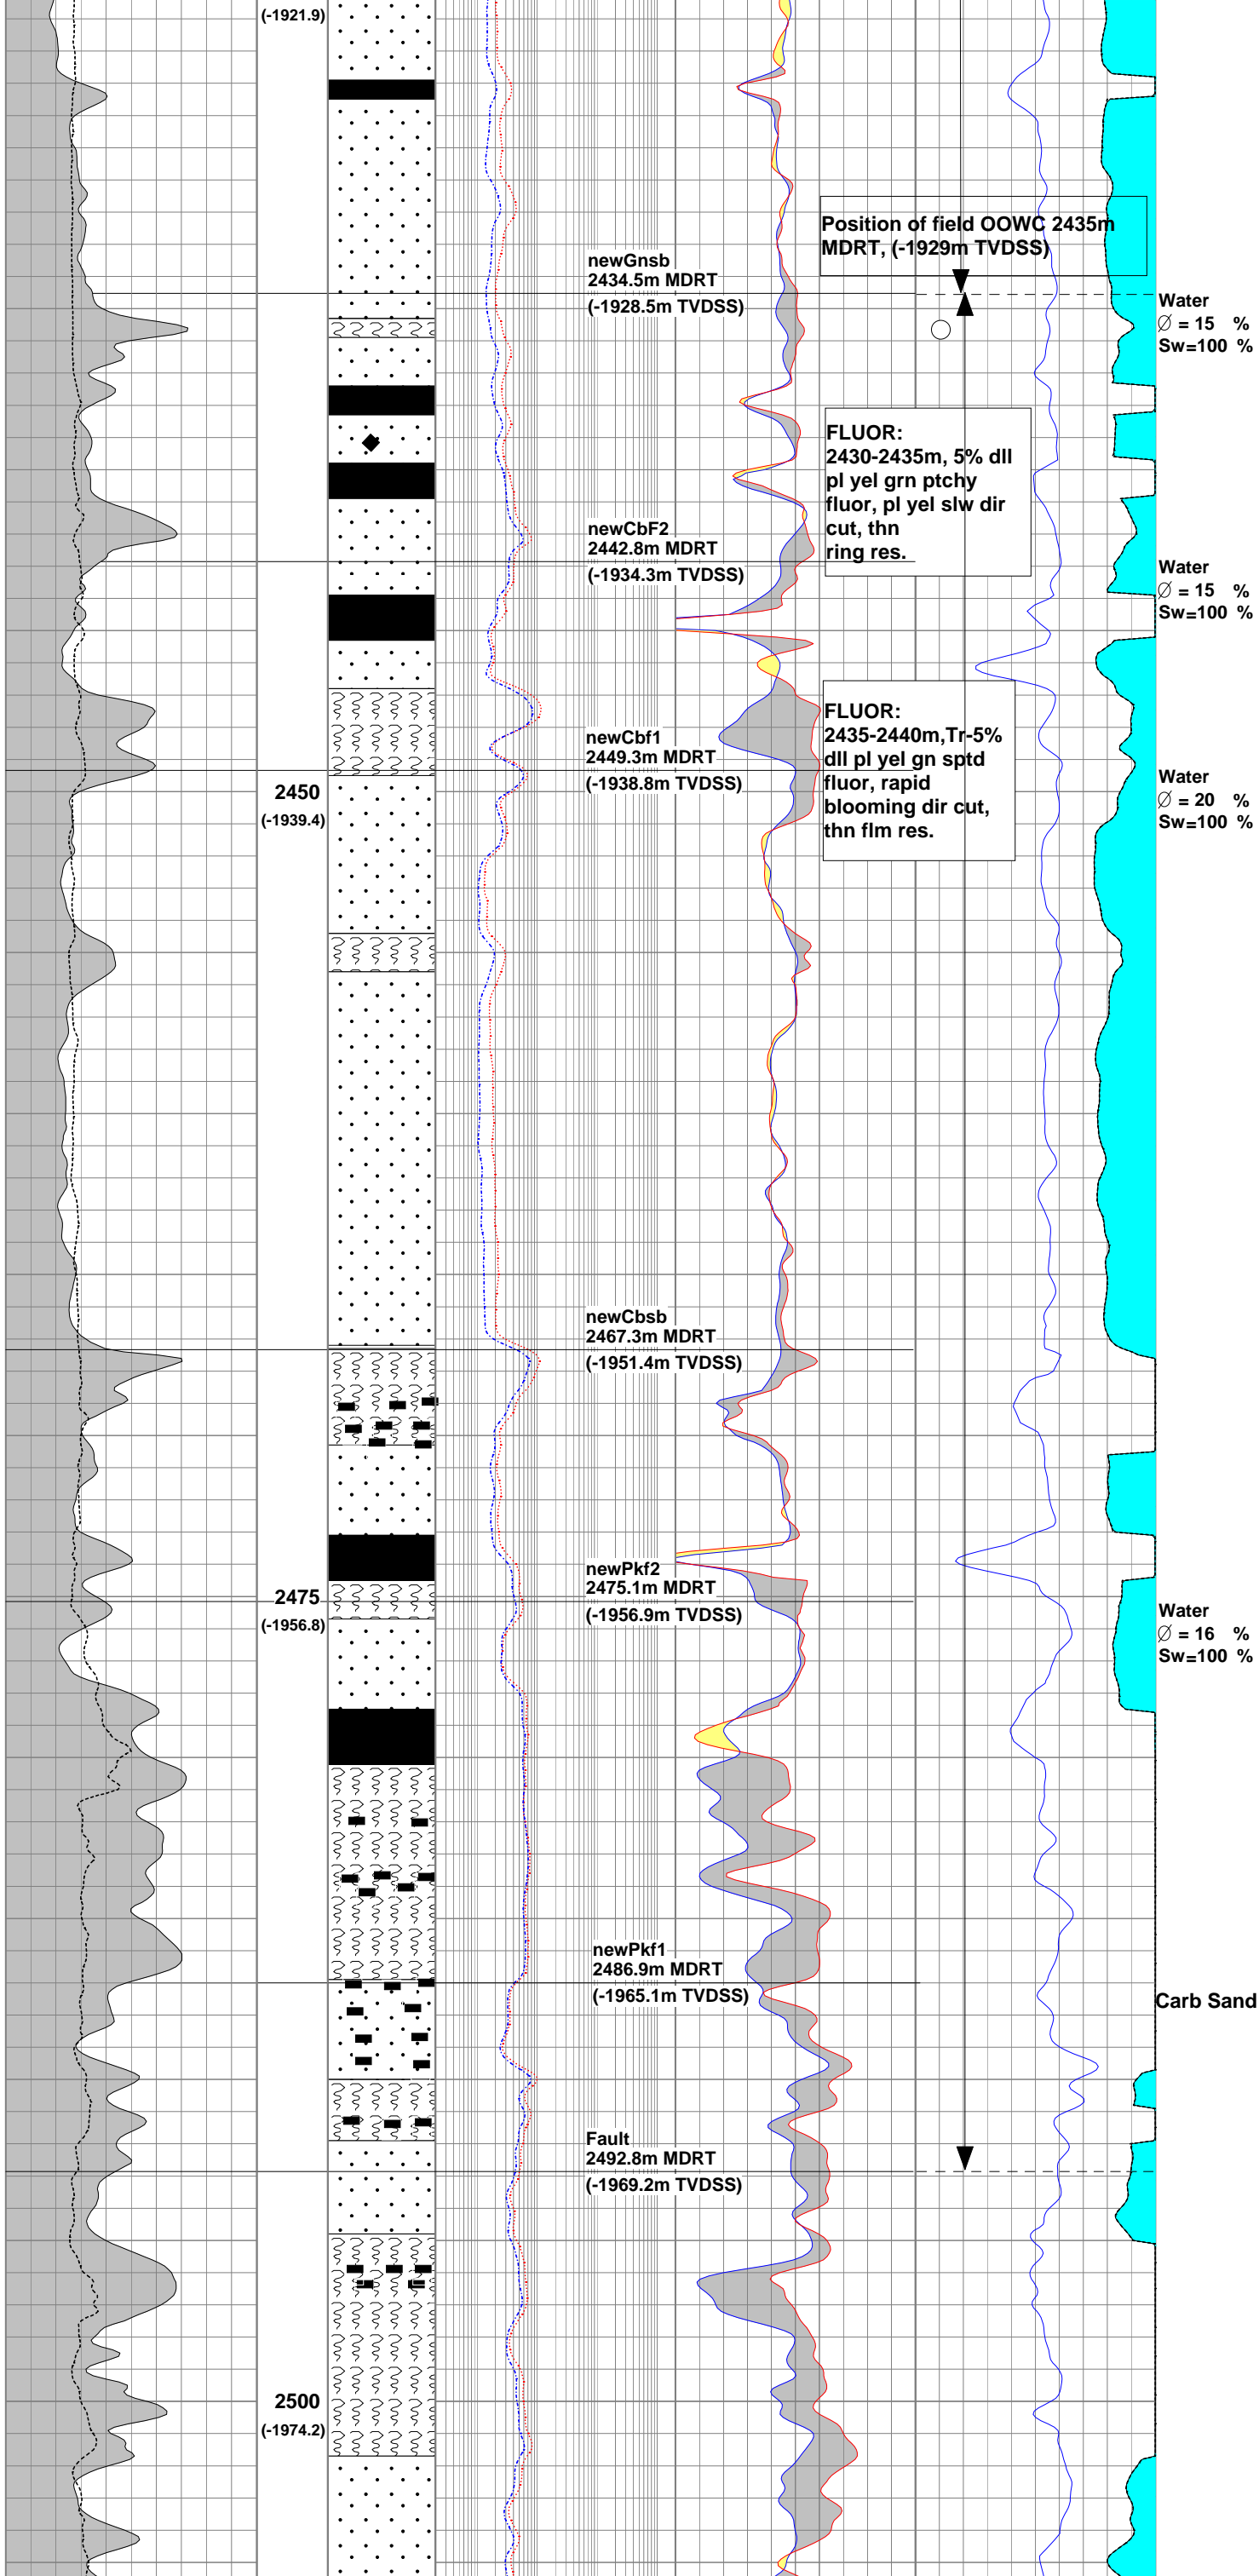 (-1921.9)
Position of field OOWC 2435m
MDRT, (-1929m TVDSS)
newGnsb
2434.5m MDRT
(-1928.5m TVDSS)
Water
∅ = 15 %
Sw=100 %
FLUOR:
2430-2435m, 5% dll
pl yel grn ptchy
fluor, pl yel slw dir
cut, thn
ring res.
newCbF2
2442.8m MDRT
(-1934.3m TVDSS)
Water
∅ = 15 %
Sw=100 %
FLUOR:
2435-2440m,Tr-5%
dll pl yel gn sptd
fluor, rapid
blooming dir cut,
thn flm res.
newCbf1
2449.3m MDRT
(-1938.8m TVDSS)
2450
(-1939.4)
Water
∅ = 20 %
Sw=100 %
newCbsb
2467.3m MDRT
(-1951.4m TVDSS)
newPkf2
2475.1m MDRT
(-1956.9m TVDSS)
2475
(-1956.8)
Water
∅ = 16 %
Sw=100 %
newPkf1
2486.9m MDRT
(-1965.1m TVDSS)
Carb Sand
Fault
2492.8m MDRT
(-1969.2m TVDSS)
2500
(-1974.2)